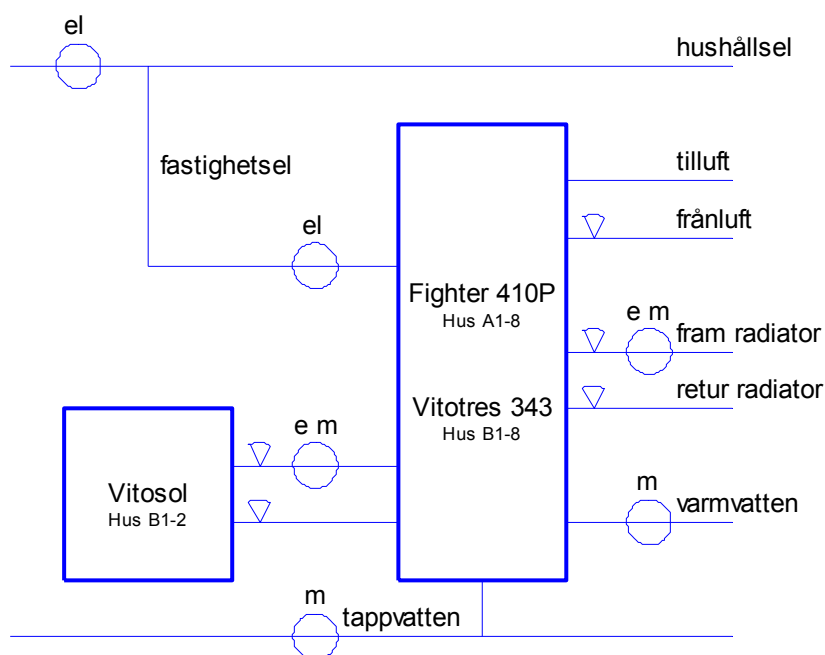 el
hushållsel
fastighetsel
tilluft
frånluft
el
Fighter 410P
Hus A1-8
e m
fram radiator
retur radiator
Vitotres 343
Hus B1-8
e m
Vitosol
Hus B1-2
m
varmvatten
m
tappvatten